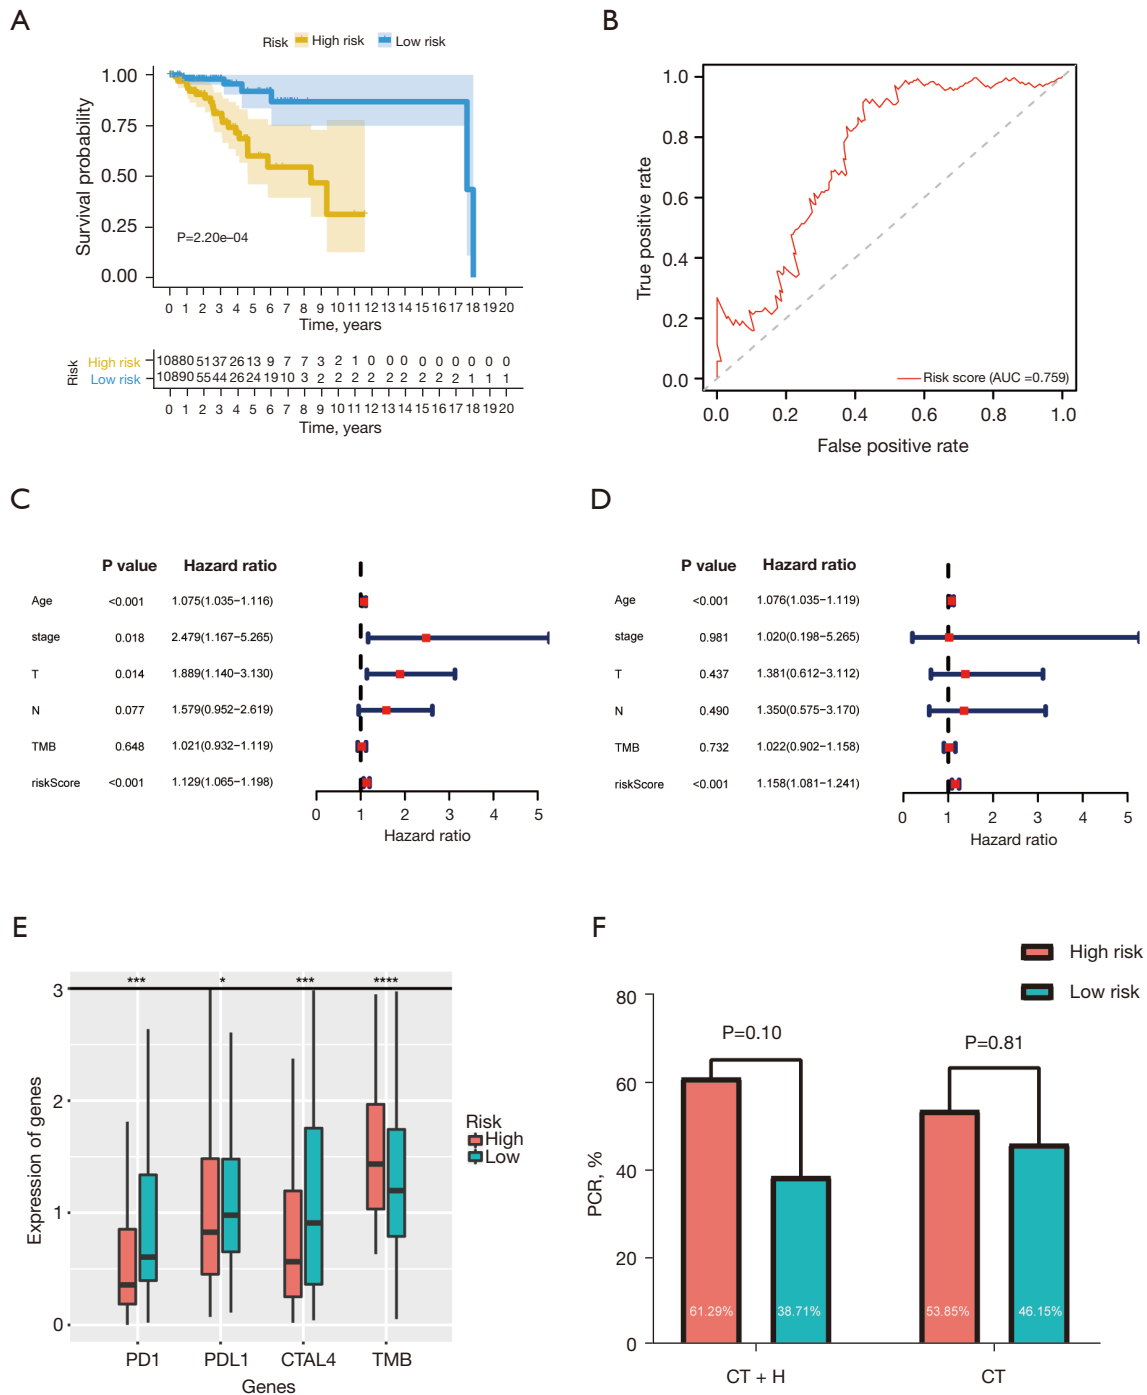 A
Risk High risk Low risk
1.00
0.75
0.50
0.25
0.00
Survival probability
P=2.20e−04
0 1 2 3 4 5 6 7 8 9 10 11 12 13 14 15 16 17 18 19 20
Time, years
Risk
High risk 10880 51 37 26 13 9 7 7 3 2 1 0 0 0 0 0 0 0 0 0
Low risk 10890 55 44 26 24 19 10 3 2 2 2 2 2 2 2 2 2 1 1 1
0 1 2 3 4 5 6 7 8 9 10 11 12 13 14 15 16 17 18 19 20
Time, years
B
1.0
0.8
0.6
0.4
0.2
0.0
True positive rate
Risk score (AUC =0.759)
0.0 0.2 0.4 0.6 0.8 1.0
False positive rate
C
P value Hazard ratio
Age <0.001 1.075(1.035−1.116)
stage 0.018 2.479(1.167−5.265)
T 0.014 1.889(1.140−3.130)
N 0.077 1.579(0.952−2.619)
TMB 0.648 1.021(0.932−1.119)
riskScore <0.001 1.129(1.065−1.198)
0 1 2 3 4 5
Hazard ratio
D
P value Hazard ratio
Age <0.001 1.076(1.035−1.119)
stage 0.981 1.020(0.198−5.265)
T 0.437 1.381(0.612−3.112)
N 0.490 1.350(0.575−3.170)
TMB 0.732 1.022(0.902−1.158)
riskScore <0.001 1.158(1.081−1.241)
0 1 2 3 4 5
Hazard ratio
E
*** * *** ****
3
2
1
0
Expression of genes
PD1 PDL1 CTAL4 TMB
Genes
Risk
High
Low
F
High risk
Low risk
80
60
40
20
0
PCR, %
P=0.10
P=0.81
61.29% 38.71% 53.85% 46.15%
CT + H CT